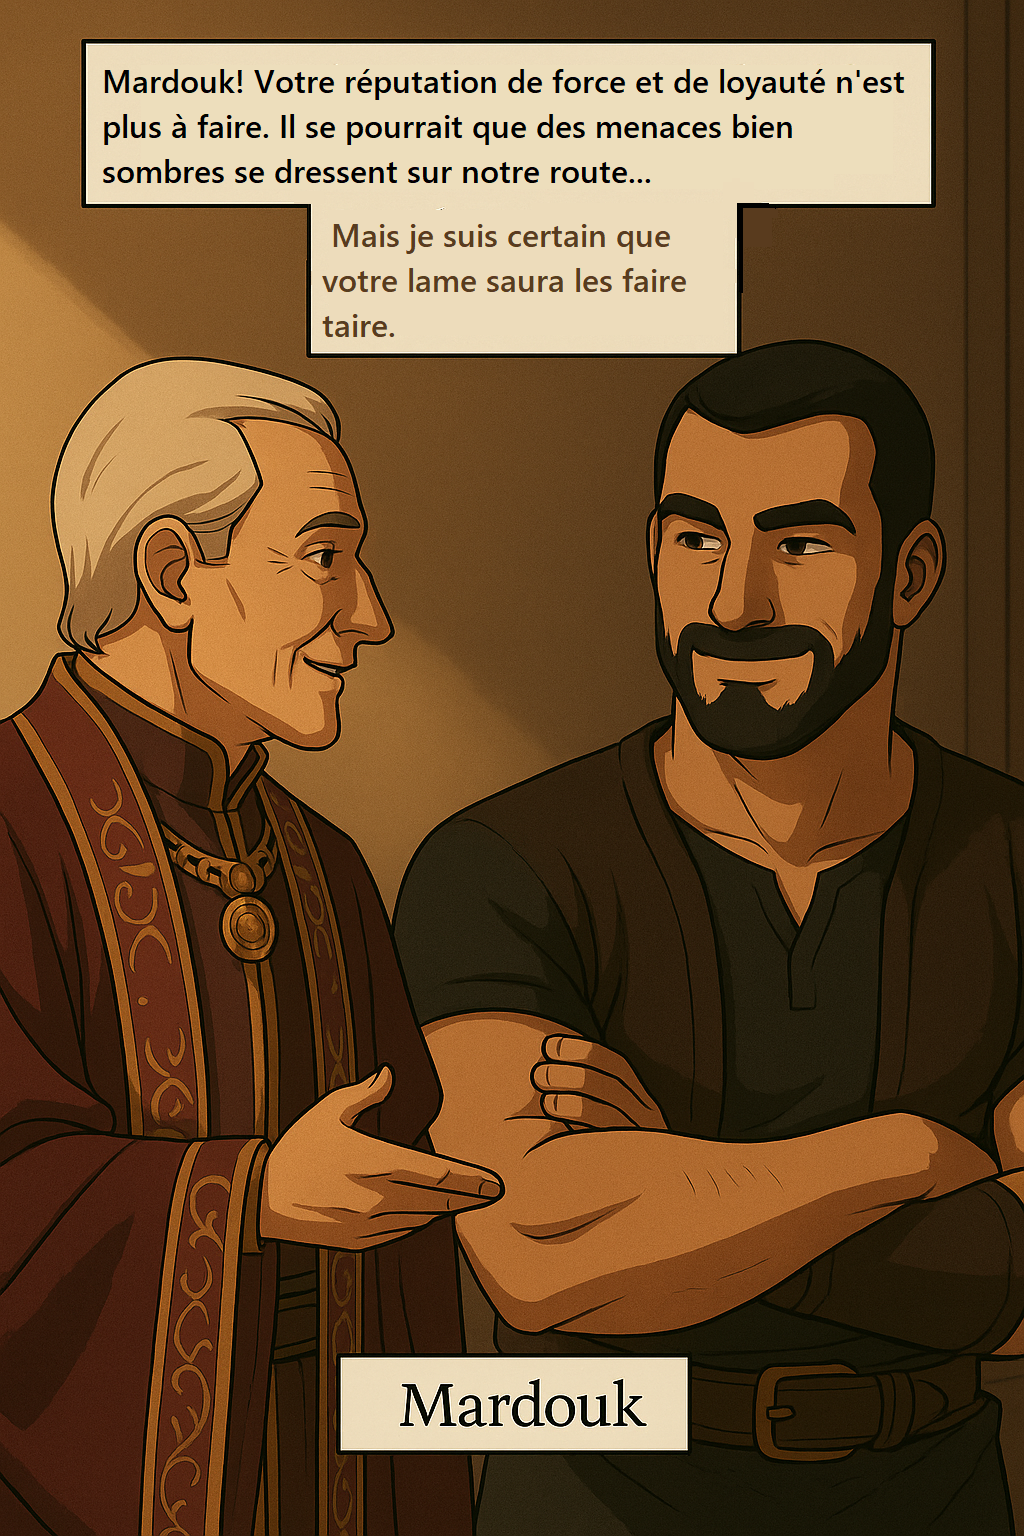 Mardouk! Votre réputation de force et de loyauté n'est
plus à faire. Il se pourrait que des menaces bien
sombres se dressent sur notre route...
Mais je suis certain que
votre lame saura les faire
taire.
Mardouk